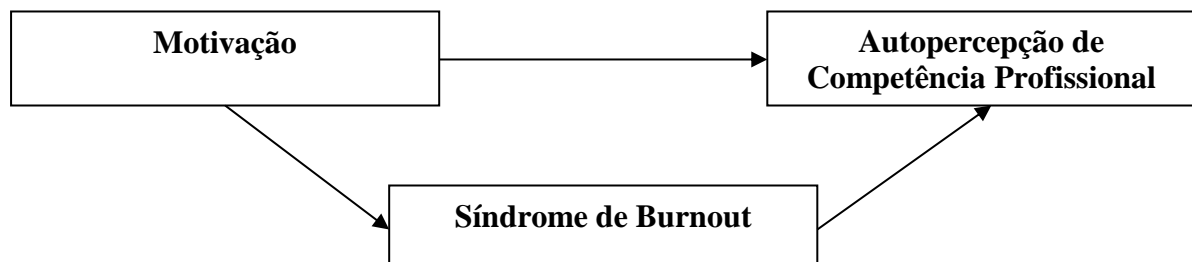 Motivação
Autopercepção de
Competência Profissional
Síndrome de Burnout